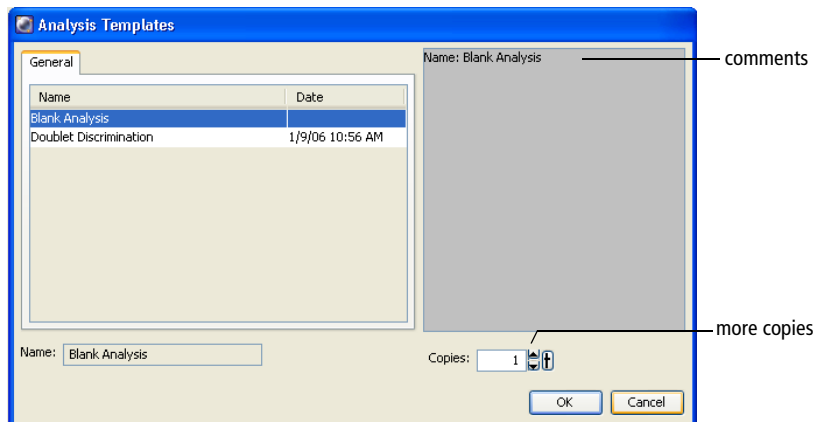 Analysis Templates
General
Name: Blank Analysis
comments
Name Date
Blank Analysis
Doublet Discrimination 1/9/06 10:56 AM
more copies
Name: Blank Analysis
Copies: 1
OK Cancel